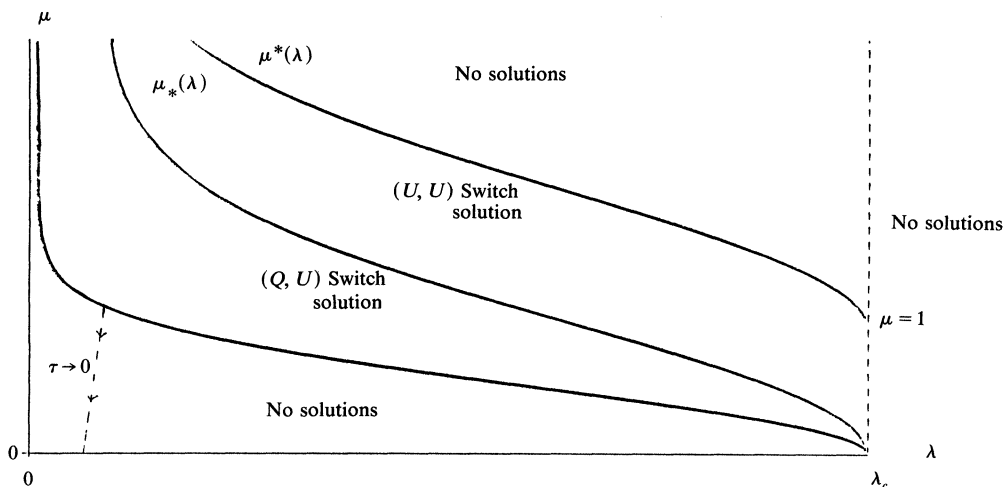 μ
μ*(λ)
No solutions
μ_*(λ)
(U, U) Switch
solution
No solutions
(Q, U) Switch
solution
μ = 1
τ→0
No solutions
0
λ
0
λ_c